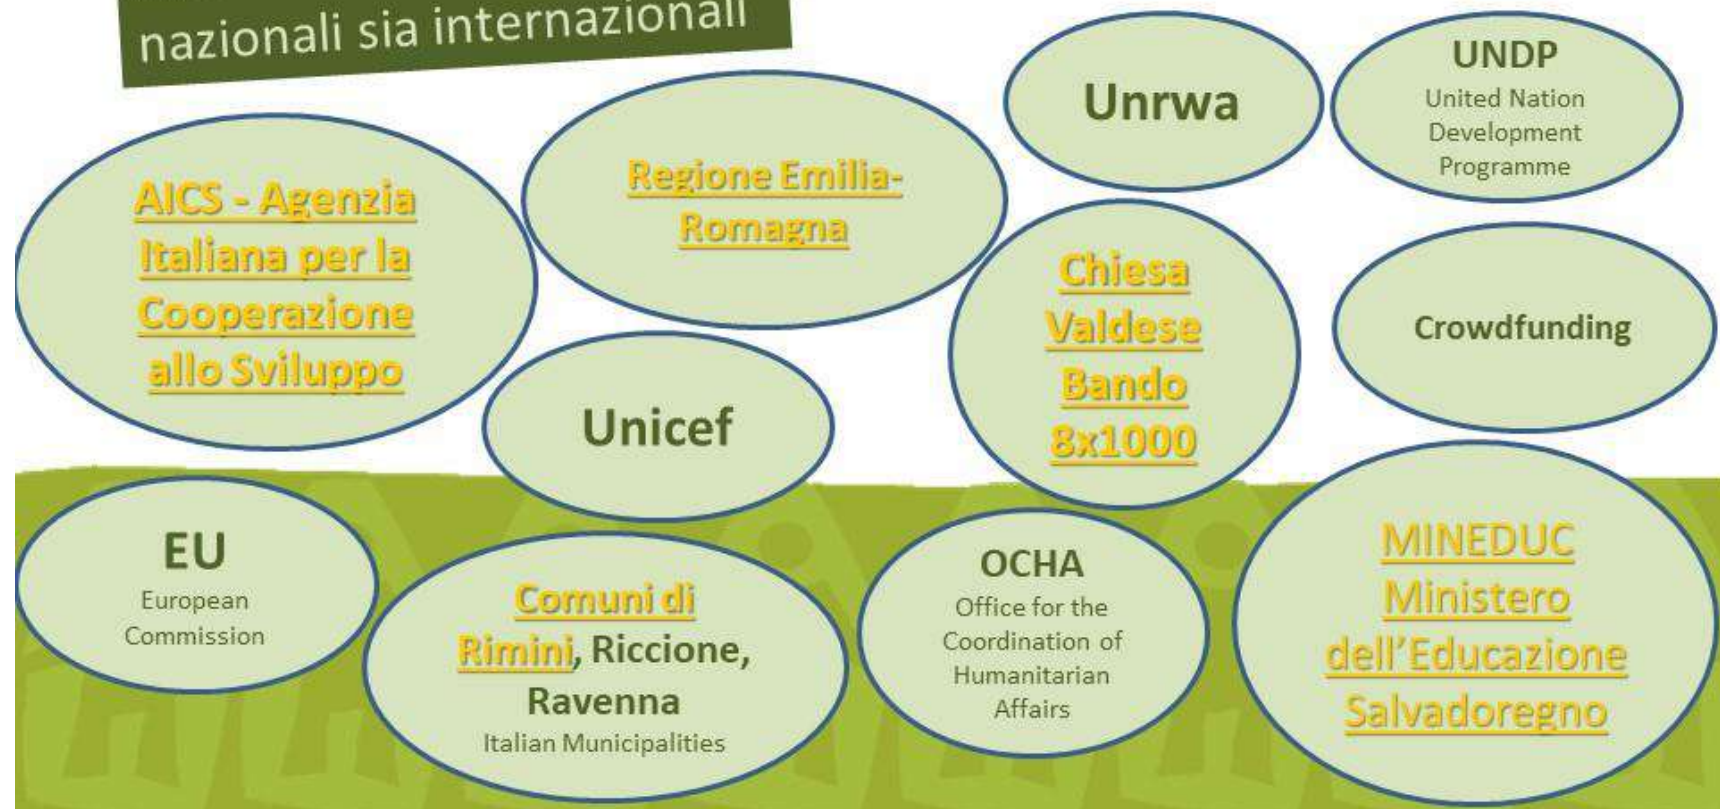 nazionali sia internazionali
AICS - Agenzia
Italiana per la
Cooperazione
allo Sviluppo
Regione Emilia-
Romagna
Unrwa
UNDP
United Nation
Development
Programme
Chiesa
Valdese
Bando
8x1000
Crowdfunding
Unicef
EU
European
Commission
Comuni di
Rimini, Riccione,
Ravenna
Italian Municipalities
OCHA
Office for the
Coordination of
Humanitarian
Affairs
MINEDUC
Ministero
dell’Educazione
Salvadoregno